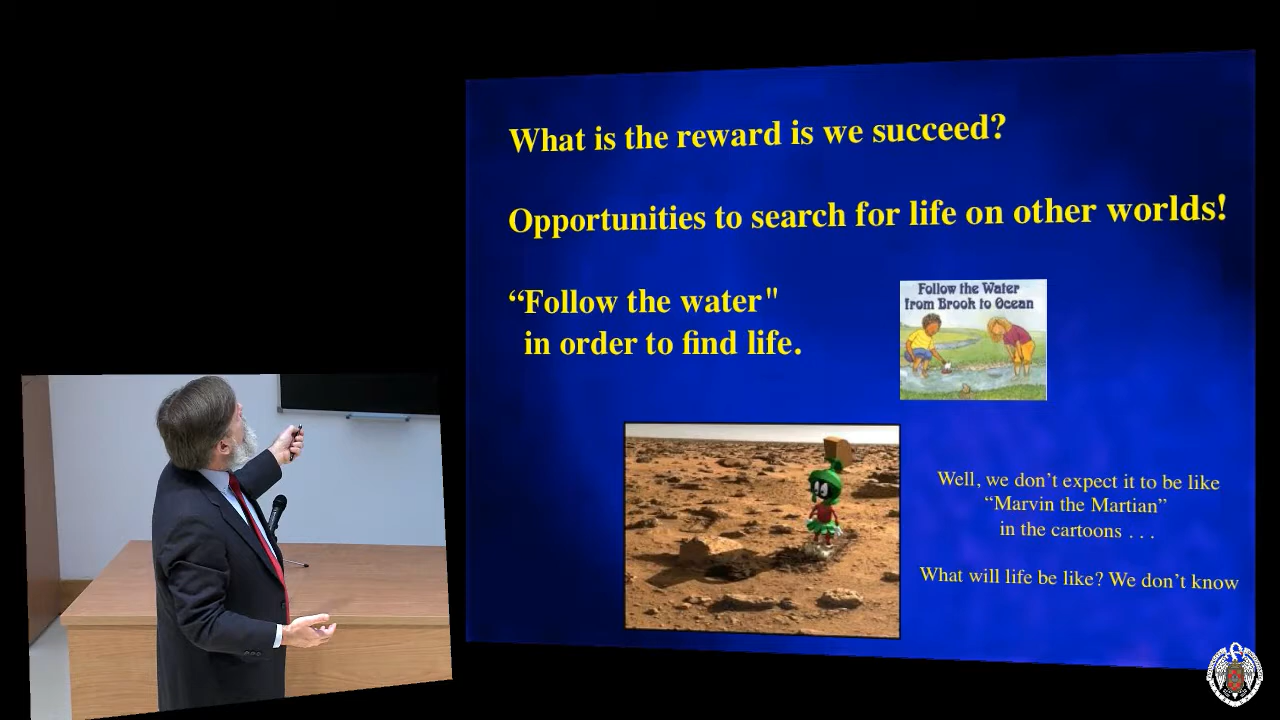 What is the reward is we succeed?
Opportunities to search for life on other worlds!
“Follow the water"
in order to find life.
Follow the Water
from Brook to Ocean
Well, we don’t expect it to be like
“Marvin the Martian”
in the cartoons . . .
What will life be like? We don’t know